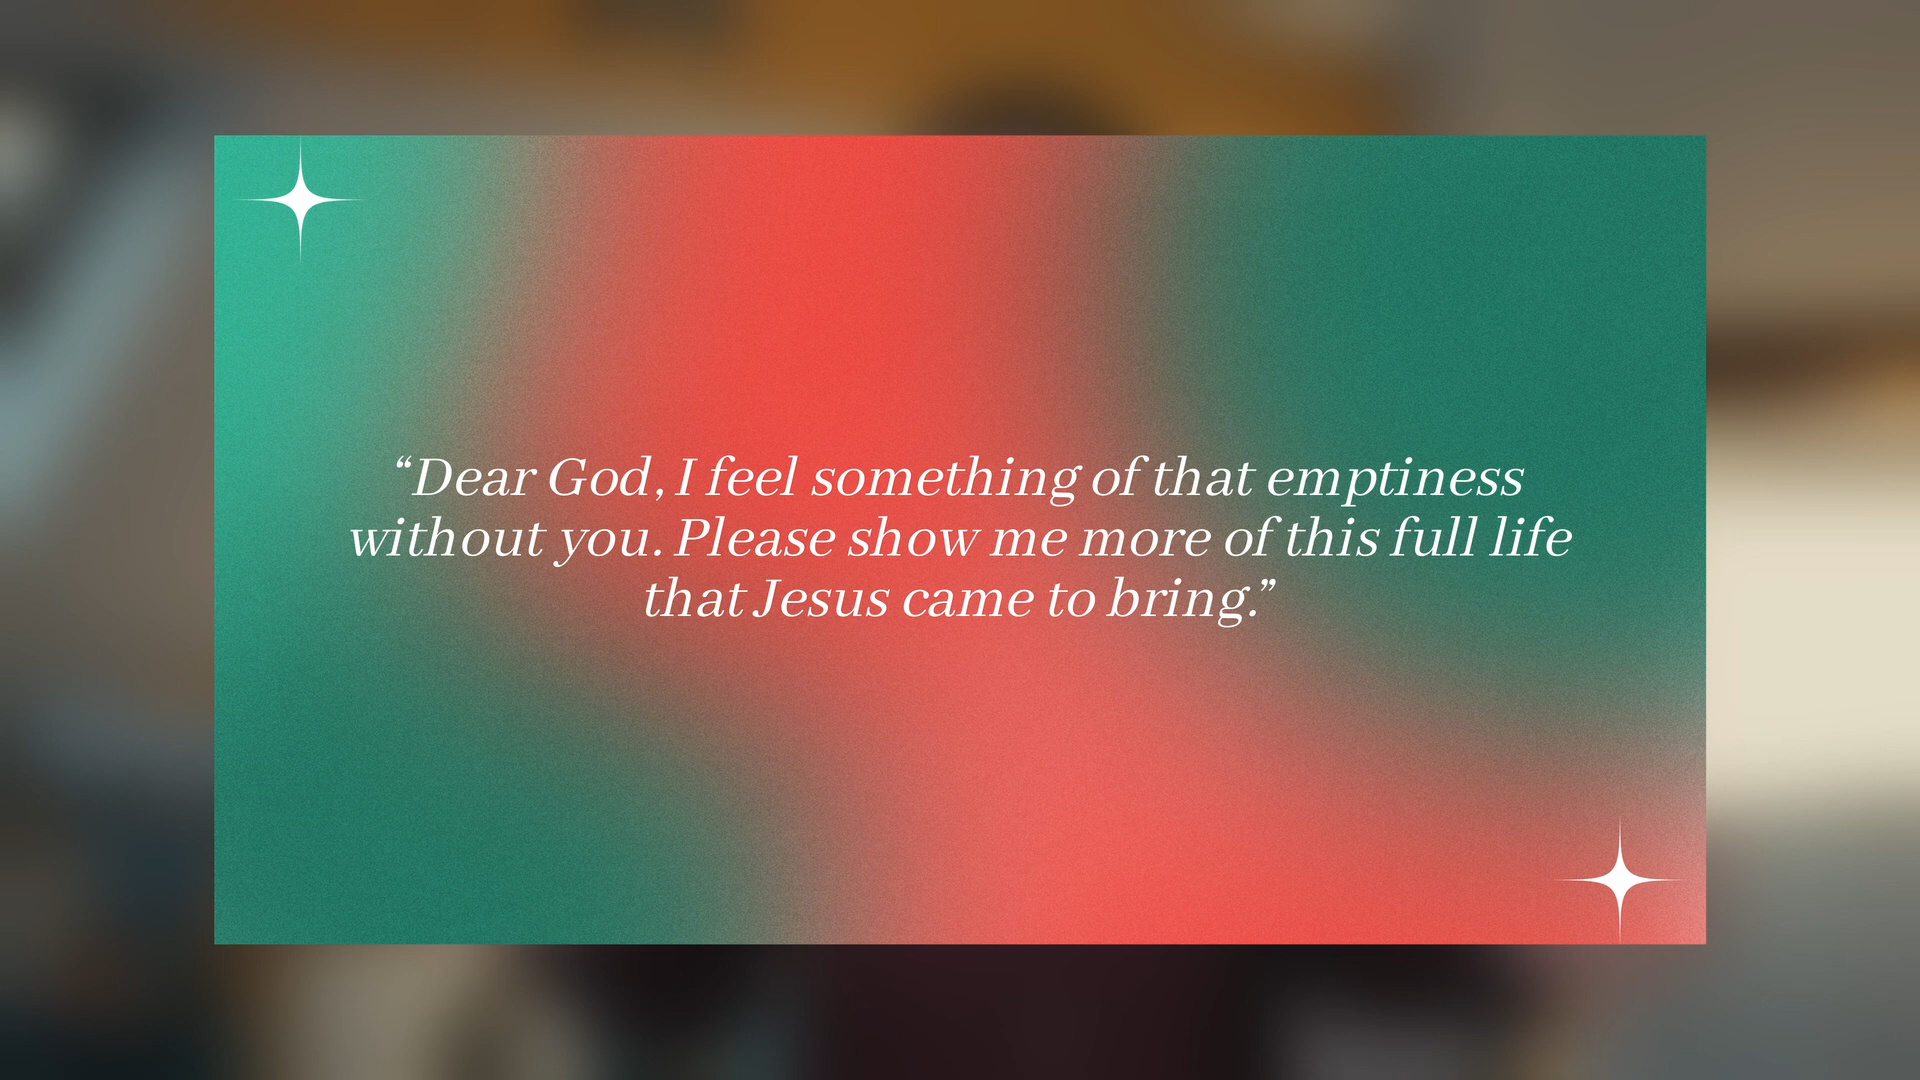 “Dear God, I feel something of that emptiness
without you. Please show me more of this full life
that Jesus came to bring.”